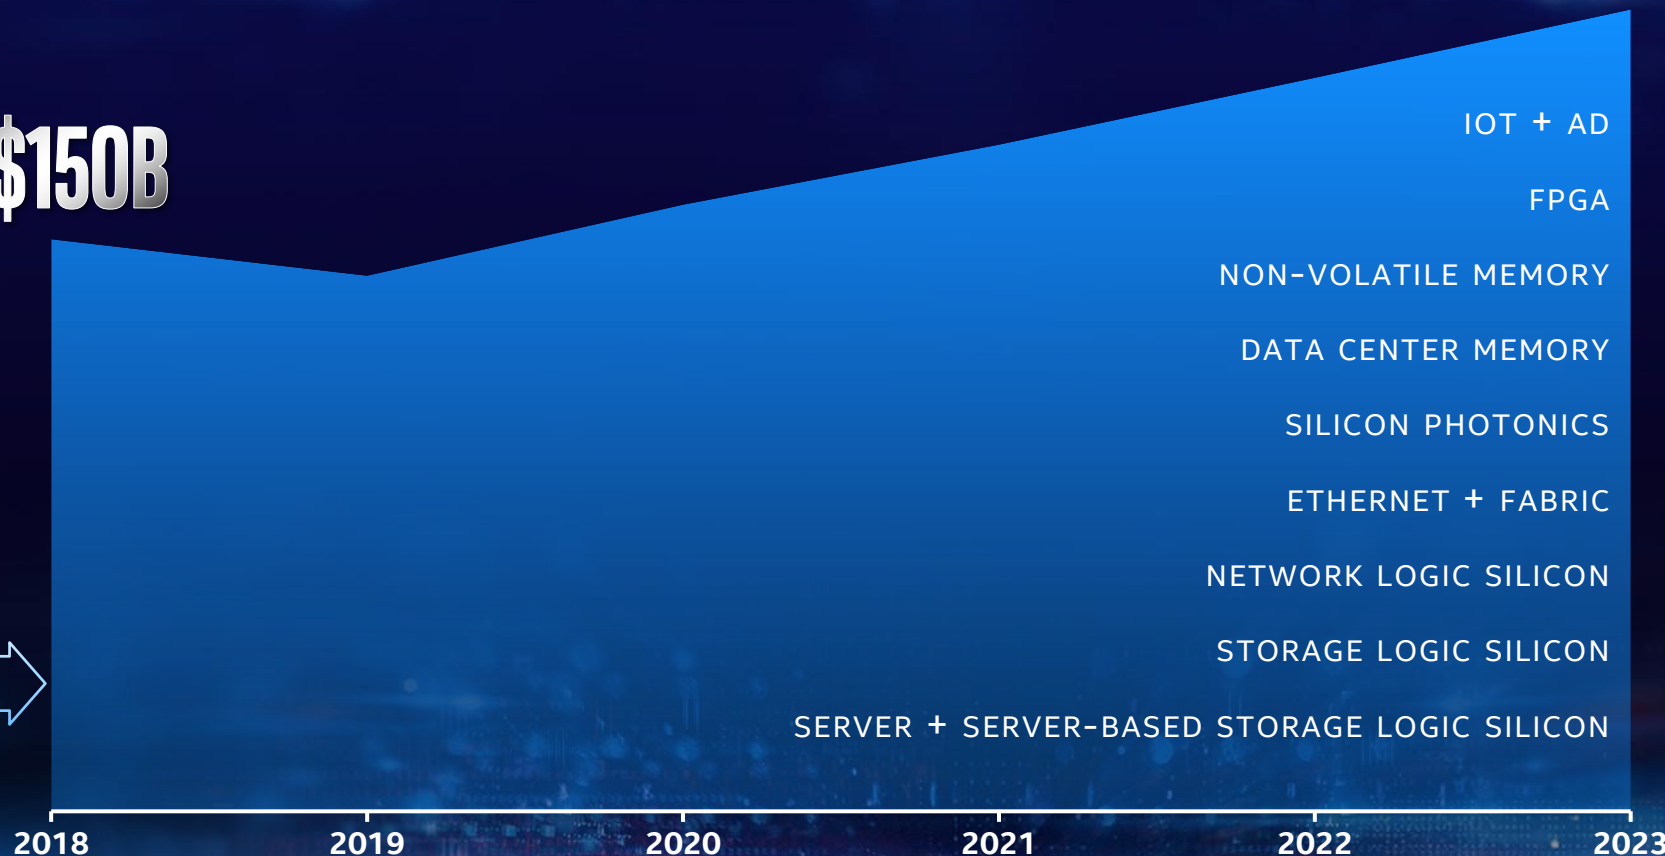 $150B
IOT + AD
FPGA
NON-VOLATILE MEMORY
DATA CENTER MEMORY
SILICON PHOTONICS
ETHERNET + FABRIC
NETWORK LOGIC SILICON
STORAGE LOGIC SILICON
SERVER + SERVER-BASED STORAGE LOGIC SILICON
2018 2019 2020 2021 2022 2023